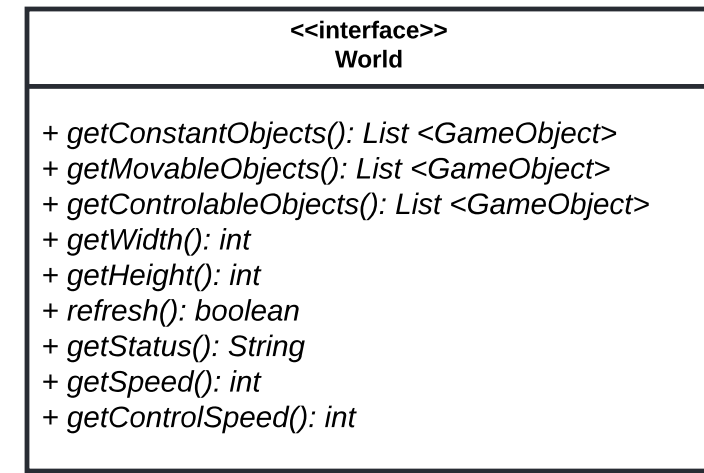 <<interface>>
World
+ getConstantObjects(): List <GameObject>
+ getMovableObjects(): List <GameObject>
+ getControlableObjects(): List <GameObject>
+ getWidth(): int
+ getHeight(): int
+ refresh(): boolean
+ getStatus(): String
+ getSpeed(): int
+ getControlSpeed(): int